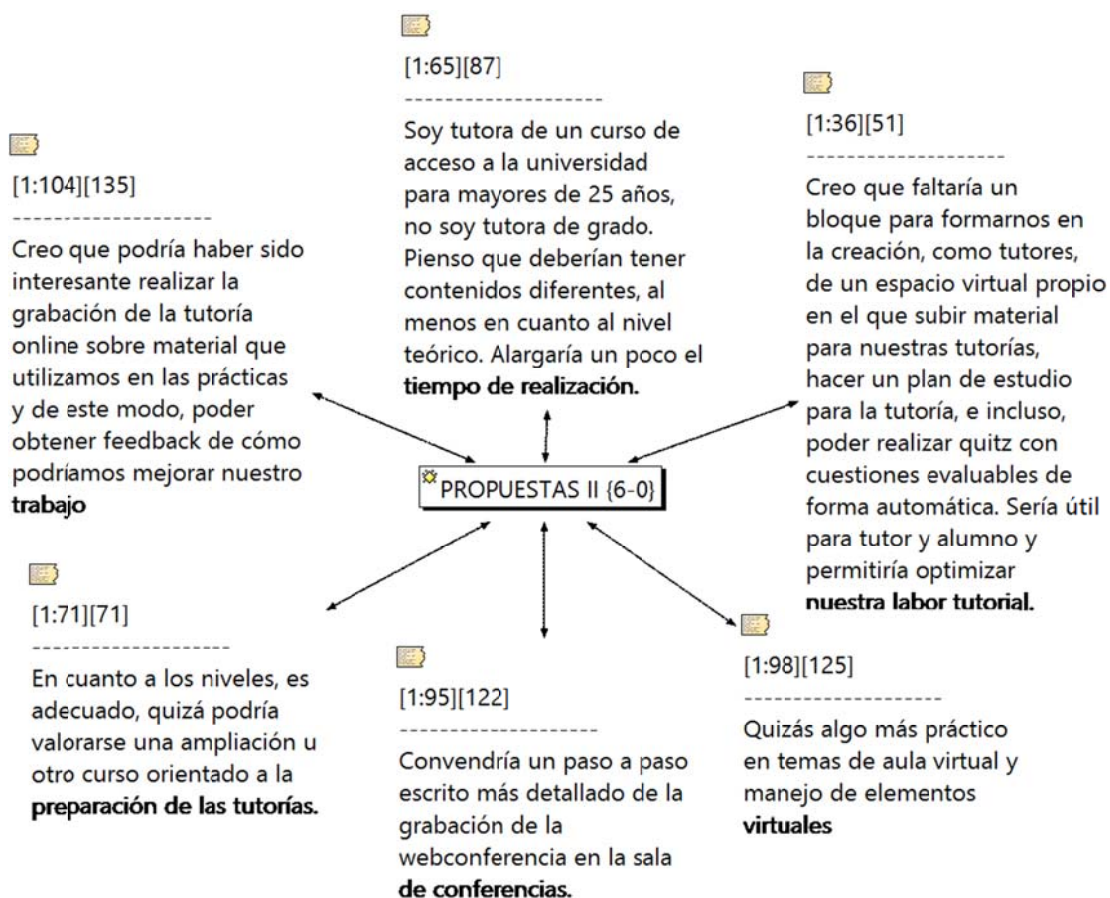 [1:65][87]
--------------------
Soy tutora de un curso de
acceso a la universidad
para mayores de 25 años,
no soy tutora de grado.
Pienso que deberían tener
contenidos diferentes, al
menos en cuanto al nivel
teórico. Alargaría un poco el
tiempo de realización.
[1:36][51]
--------------------
Creo que faltaría un
bloque para formarnos en
la creación, como tutores,
de un espacio virtual propio
en el que subir material
para nuestras tutorías,
hacer un plan de estudio
para la tutoría, e incluso,
poder realizar quitz con
cuestiones evaluables de
forma automática. Sería útil
para tutor y alumno y
permitiría optimizar
nuestra labor tutorial.
[1:104][135]
--------------------
Creo que podría haber sido
interesante realizar la
grabación de la tutoría
online sobre material que
utilizamos en las prácticas
y de este modo, poder
obtener feedback de cómo
podríamos mejorar nuestro
trabajo
PROPUESTAS II {6-0}
[1:71][71]
--------------------
En cuanto a los niveles, es
adecuado, quizá podría
valorarse una ampliación u
otro curso orientado a la
preparación de las tutorías.
[1:95][122]
--------------------
Convendría un paso a paso
escrito más detallado de la
grabación de la
webconferencia en la sala
de conferencias.
[1:98][125]
--------------------
Quizás algo más práctico
en temas de aula virtual y
manejo de elementos
virtuales